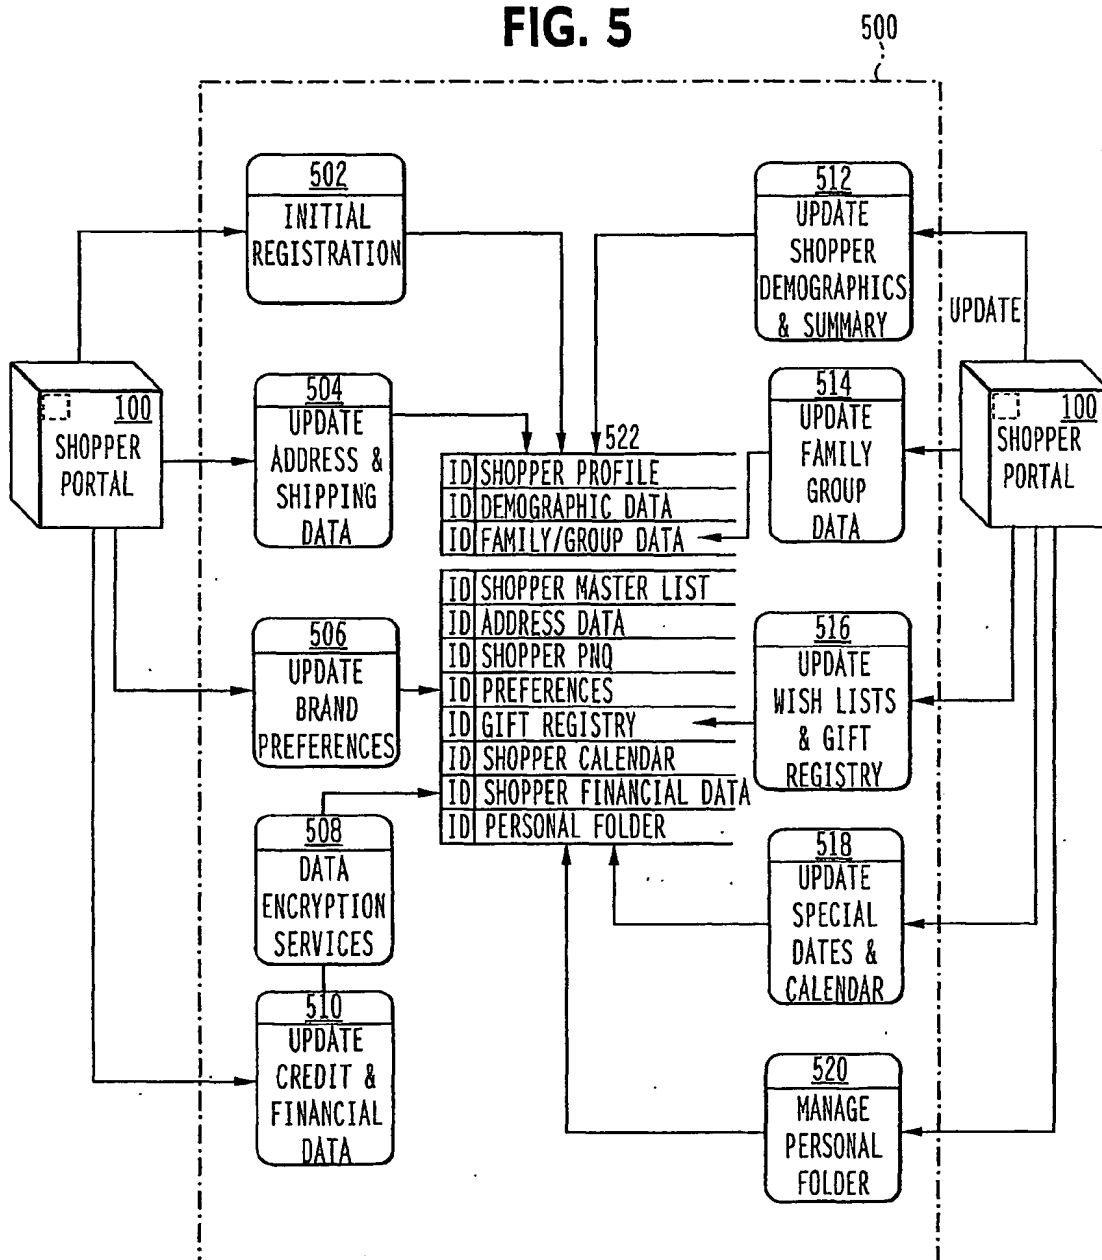 FIG. 5
500
502
INITIAL
REGISTRATION
512
UPDATE
SHOPPER
DEMOGRAPHICS
& SUMMARY
UPDATE
100
SHOPPER
PORTAL
504
UPDATE
ADDRESS &
SHIPPING
DATA
514
UPDATE
FAMILY
GROUP
DATA
100
SHOPPER
PORTAL
522
ID SHOPPER PROFILE
ID DEMOGRAPHIC DATA
ID FAMILY/GROUP DATA
ID SHOPPER MASTER LIST
ID ADDRESS DATA
ID SHOPPER PNQ
ID PREFERENCES
ID GIFT REGISTRY
ID SHOPPER CALENDAR
ID SHOPPER FINANCIAL DATA
ID PERSONAL FOLDER
506
UPDATE
BRAND
PREFERENCES
516
UPDATE
WISH LISTS
& GIFT
REGISTRY
508
DATA
ENCRYPTION
SERVICES
518
UPDATE
SPECIAL
DATES &
CALENDAR
510
UPDATE
CREDIT &
FINANCIAL
DATA
520
MANAGE
PERSONAL
FOLDER